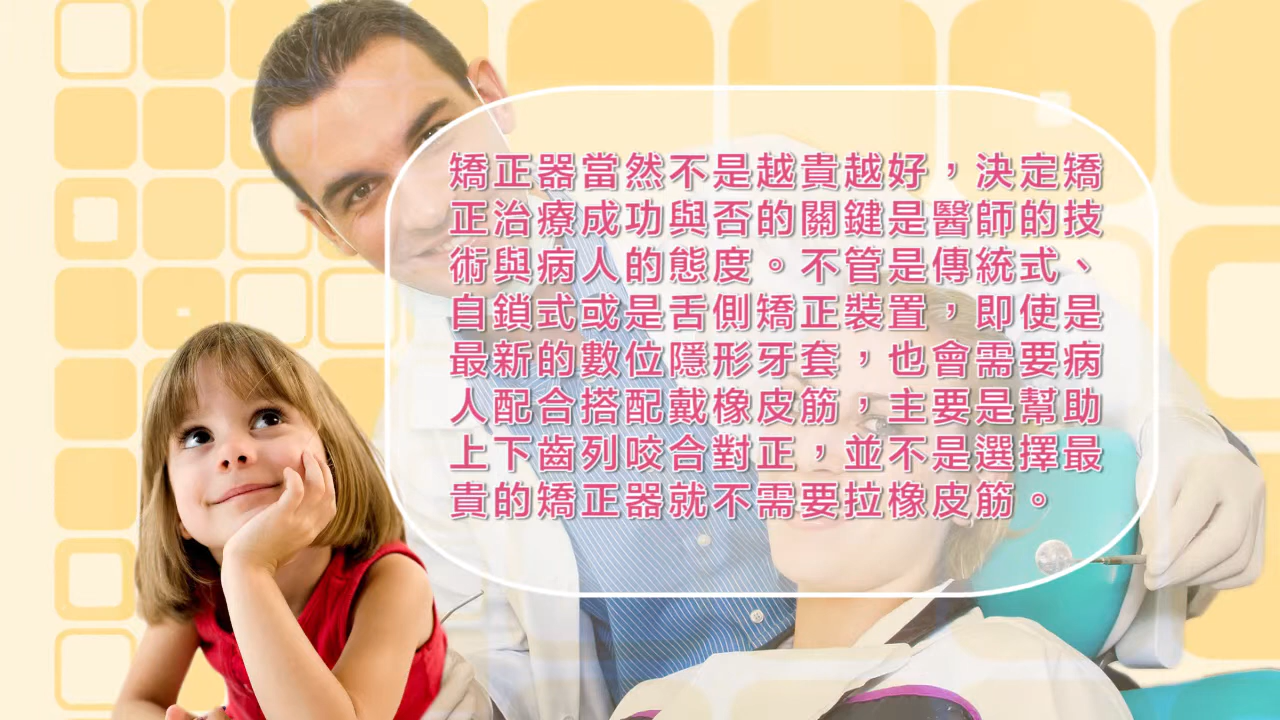 矯正器當然不是越貴越好，決定矯
正治療成功與否的關鍵是醫師的技
術與病人的態度。不管是傳統式、
自鎖式或是舌側矯正裝置，即使是
最新的數位隱形牙套，也會需要病
人配合搭配戴橡皮筋，主要是幫助
上下齒列咬合對正，並不是選擇最
貴的矯正器就不需要拉橡皮筋。